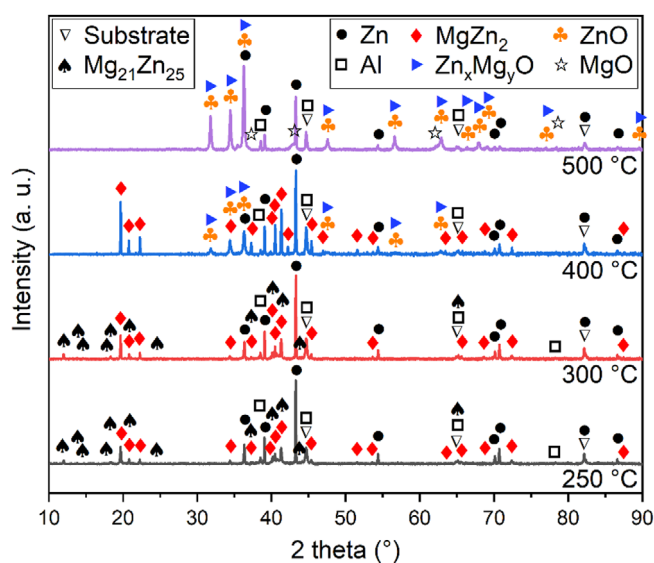 Substrate
Mg21Zn25
Zn
MgZn2
ZnO
Al
ZnxMgyO
MgO
500 °C
400 °C
300 °C
250 °C
Intensity (a. u.)
10 20 30 40 50 60 70 80 90
2 theta (°)